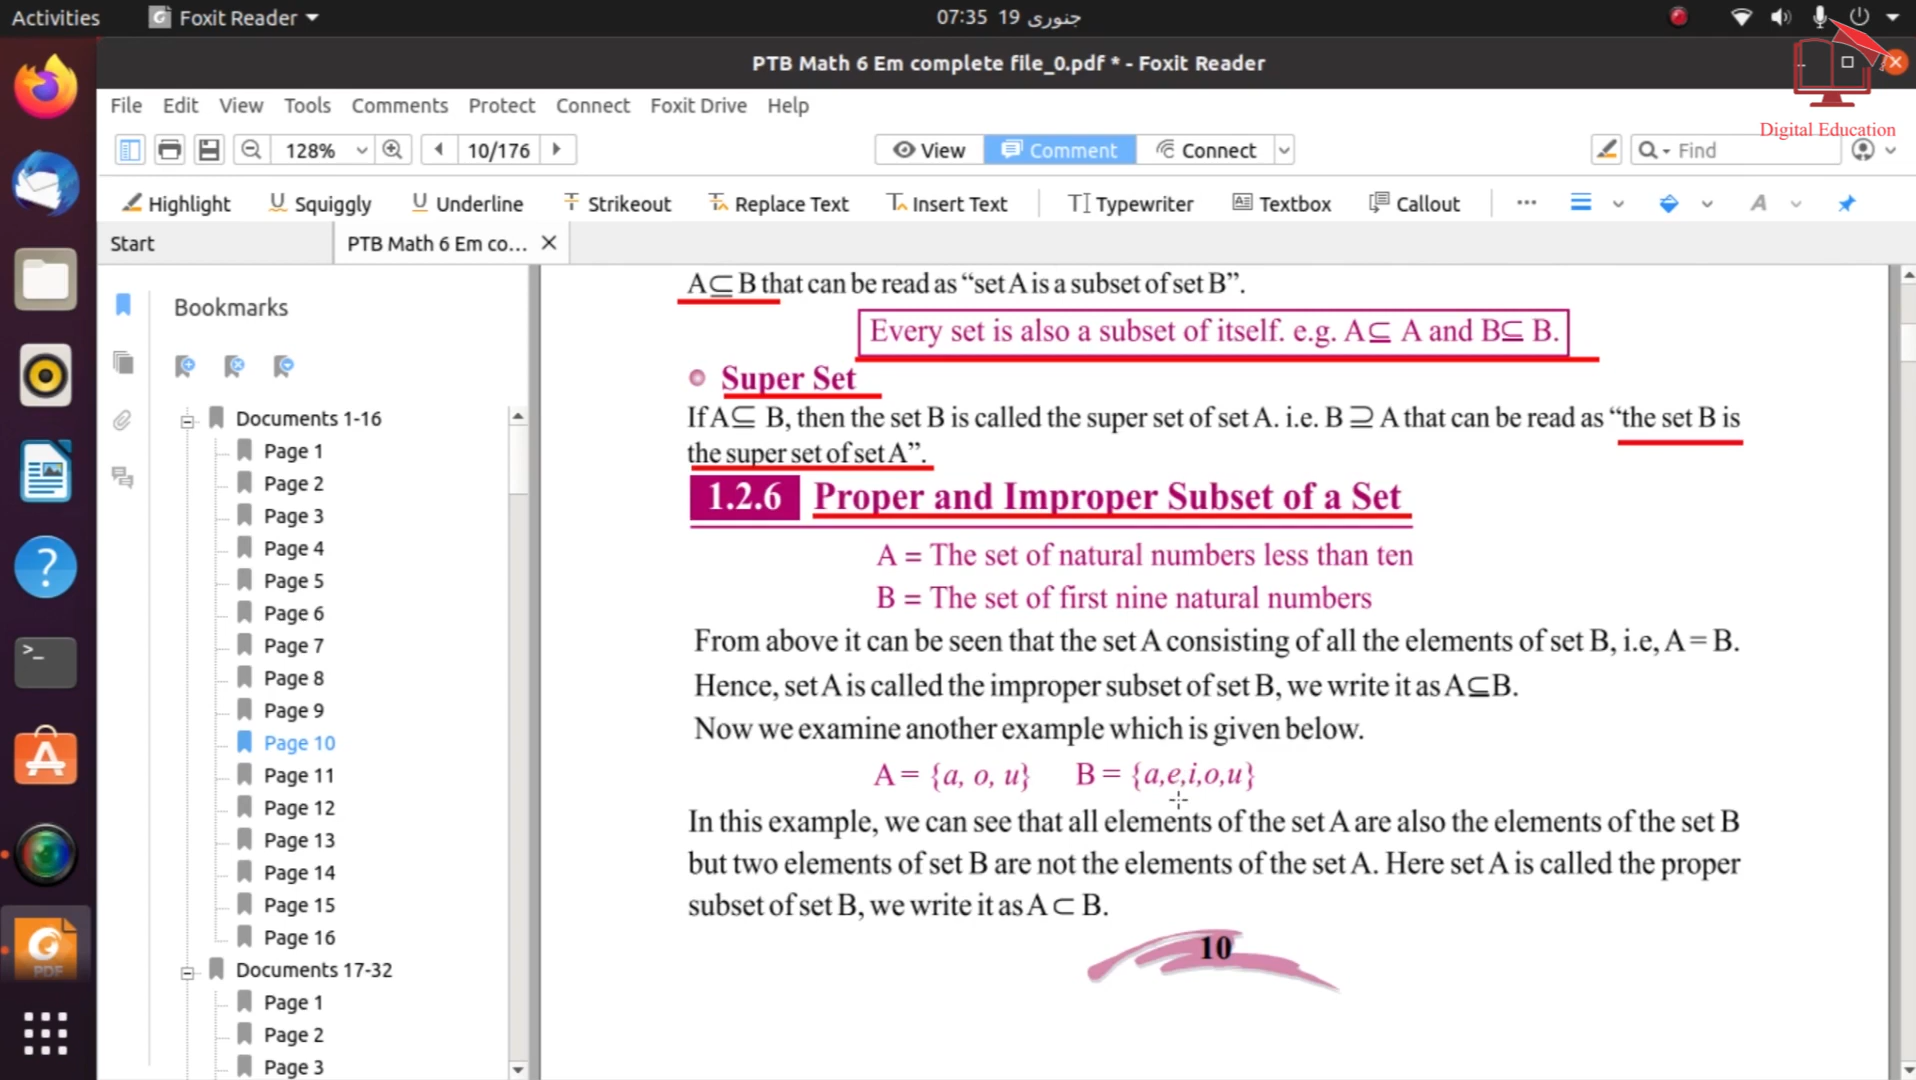 Activities
Foxit Reader
07:35 19 جنوری
PTB Math 6 Em complete file_0.pdf * - Foxit Reader
Digital Education
File Edit View Tools Comments Protect Connect Foxit Drive Help
128%
10/176
View
Comment
Connect
Find
Highlight
Squiggly
Underline
Strikeout
Replace Text
Insert Text
Typewriter
Textbox
Callout
Start
PTB Math 6 Em co...
Bookmarks
Documents 1-16
Page 1
Page 2
Page 3
Page 4
Page 5
Page 6
Page 7
Page 8
Page 9
Page 10
Page 11
Page 12
Page 13
Page 14
Page 15
Page 16
Documents 17-32
Page 1
Page 2
Page 3
A⊆B that can be read as “set A is a subset of set B”.
Every set is also a subset of itself. e.g. A⊆ A and B⊆ B.
Super Set
If A⊆ B, then the set B is called the super set of set A. i.e. B ⊇ A that can be read as “the set B is
the super set of set A”.
1.2.6 Proper and Improper Subset of a Set
A = The set of natural numbers less than ten
B = The set of first nine natural numbers
From above it can be seen that the set A consisting of all the elements of set B, i.e, A = B.
Hence, set A is called the improper subset of set B, we write it as A⊆B.
Now we examine another example which is given below.
A = {a, o, u} B = {a,e,i,o,u}
In this example, we can see that all elements of the set A are also the elements of the set B
but two elements of set B are not the elements of the set A. Here set A is called the proper
subset of set B, we write it as A ⊂ B.
10